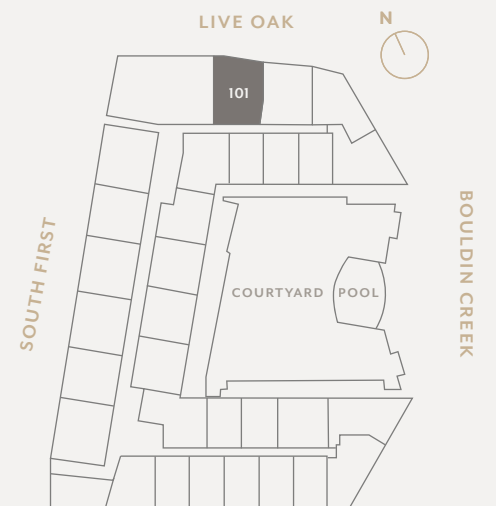 LIVE OAK
N
101
SOUTH FIRST
COURTYARD
POOL
BOULDIN CREEK